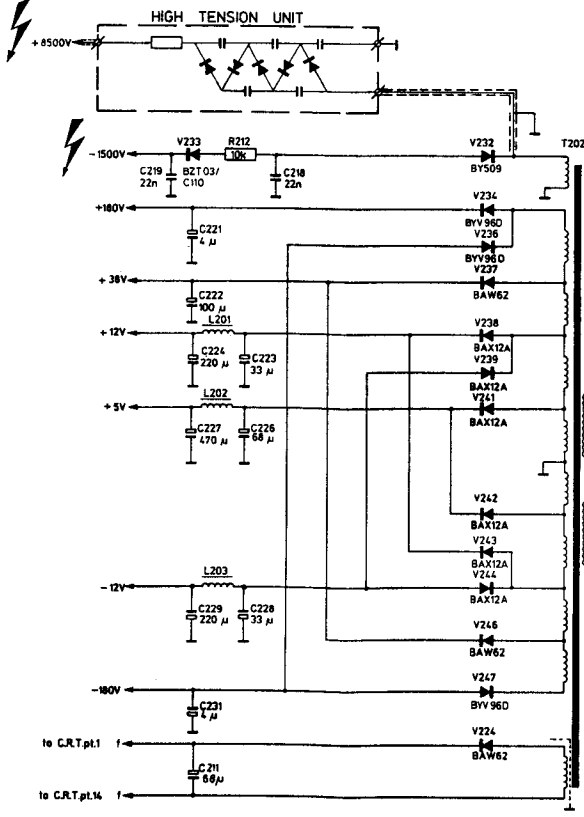 HIGH TENSION UNIT
+8500V
T202
-1500V
V233
BZT03/
C110
R212
10k
V232
BY509
C219
22n
C218
22n
+180V
V234
BYV96D
C221
4 µ
V236
BYV96D
+36V
V237
BAW62
C222
100 µ
L201
+12V
V238
BAX12A
C224
220 µ
C223
33 µ
V239
BAX12A
L202
+5V
V241
BAX12A
C227
470 µ
C226
68 µ
V242
BAX12A
V243
BAX12A
L203
-12V
V244
BAX12A
C229
220 µ
C228
33 µ
V246
BAW62
-180V
V247
BYV96D
C231
4 µ
to C.R.T.pt.1 f
V224
BAW62
C211
68µ
to C.R.T.pt.14 f